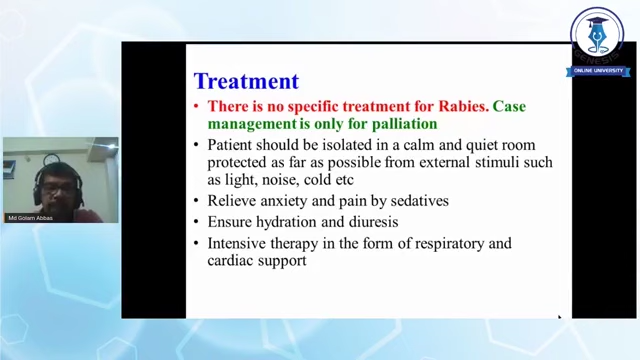 GENESIS
ONLINE UNIVERSITY
Treatment
• There is no specific treatment for Rabies. Case
management is only for palliation
• Patient should be isolated in a calm and quiet room
protected as far as possible from external stimuli such
as light, noise, cold etc
• Relieve anxiety and pain by sedatives
• Ensure hydration and diuresis
• Intensive therapy in the form of respiratory and
cardiac support
Md Golam Abbas